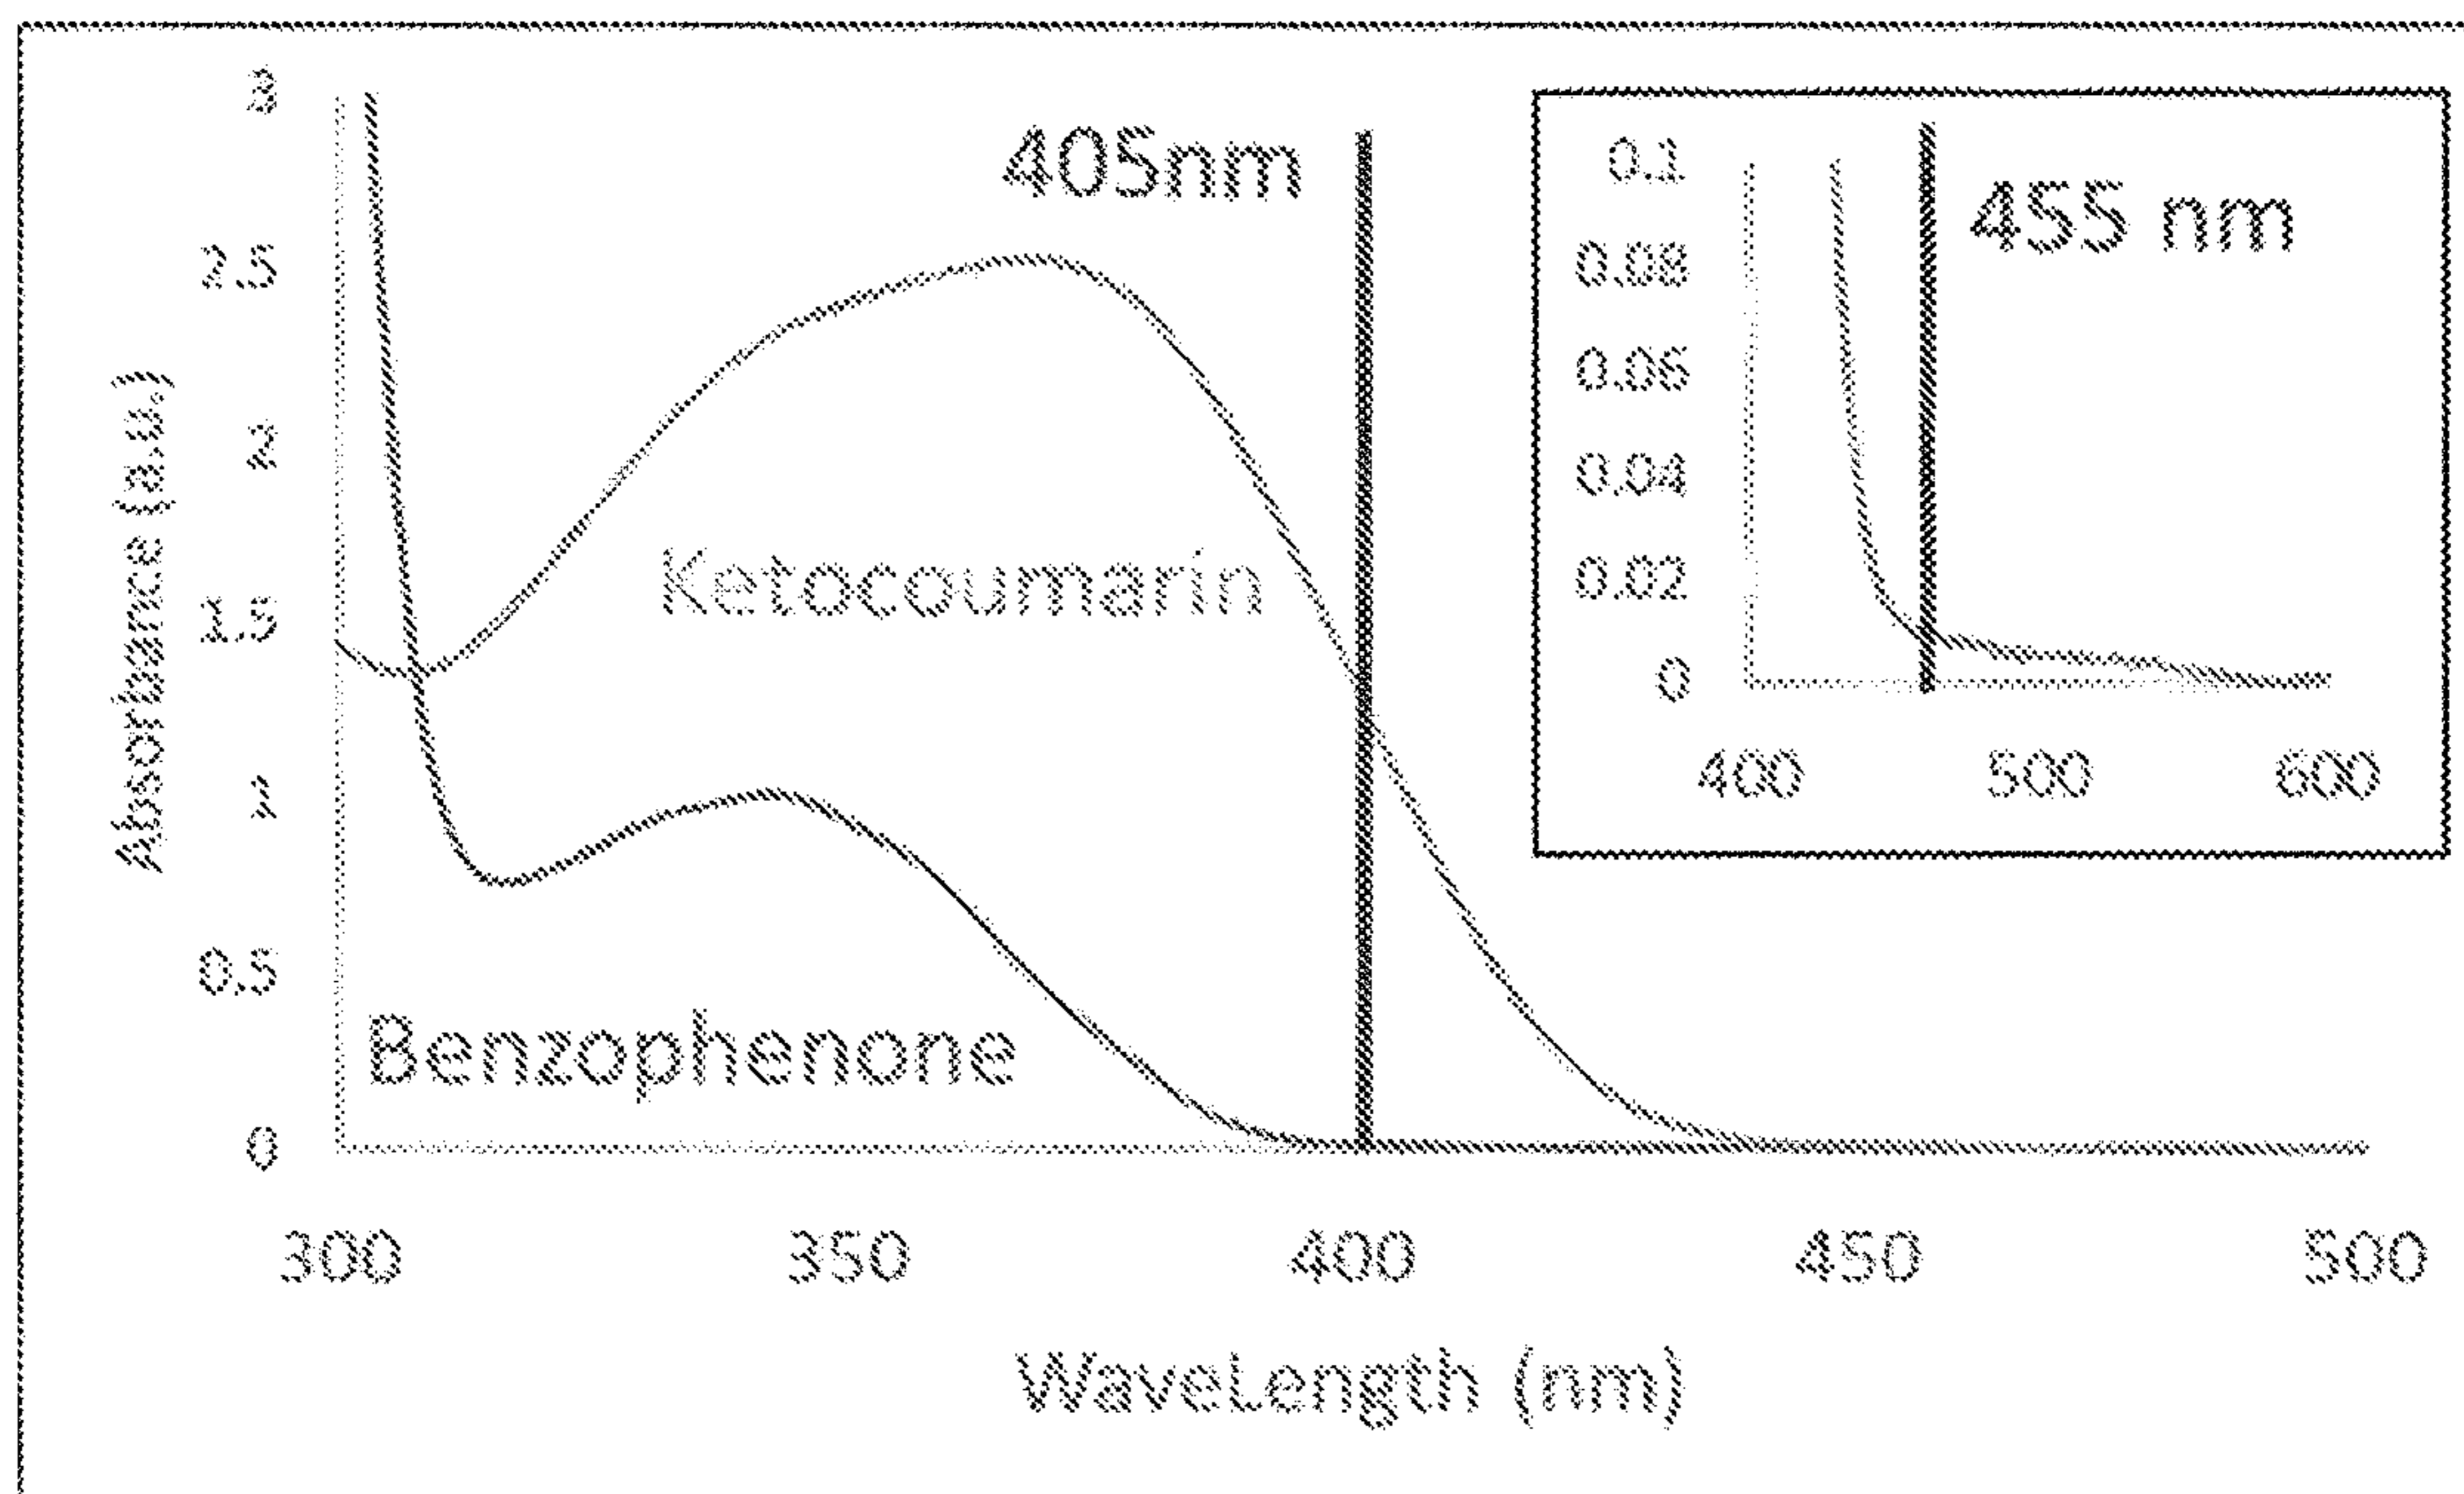 3
2.5
2
1.5
1
0.5
0
Absorbance (a.u.)
300 350 400 450 500
WaveLength (nm)
405nm
Ketocoumarin
Benzophenone
0.1
0.08
0.06
0.04
0.02
0
400 500 600
455 nm